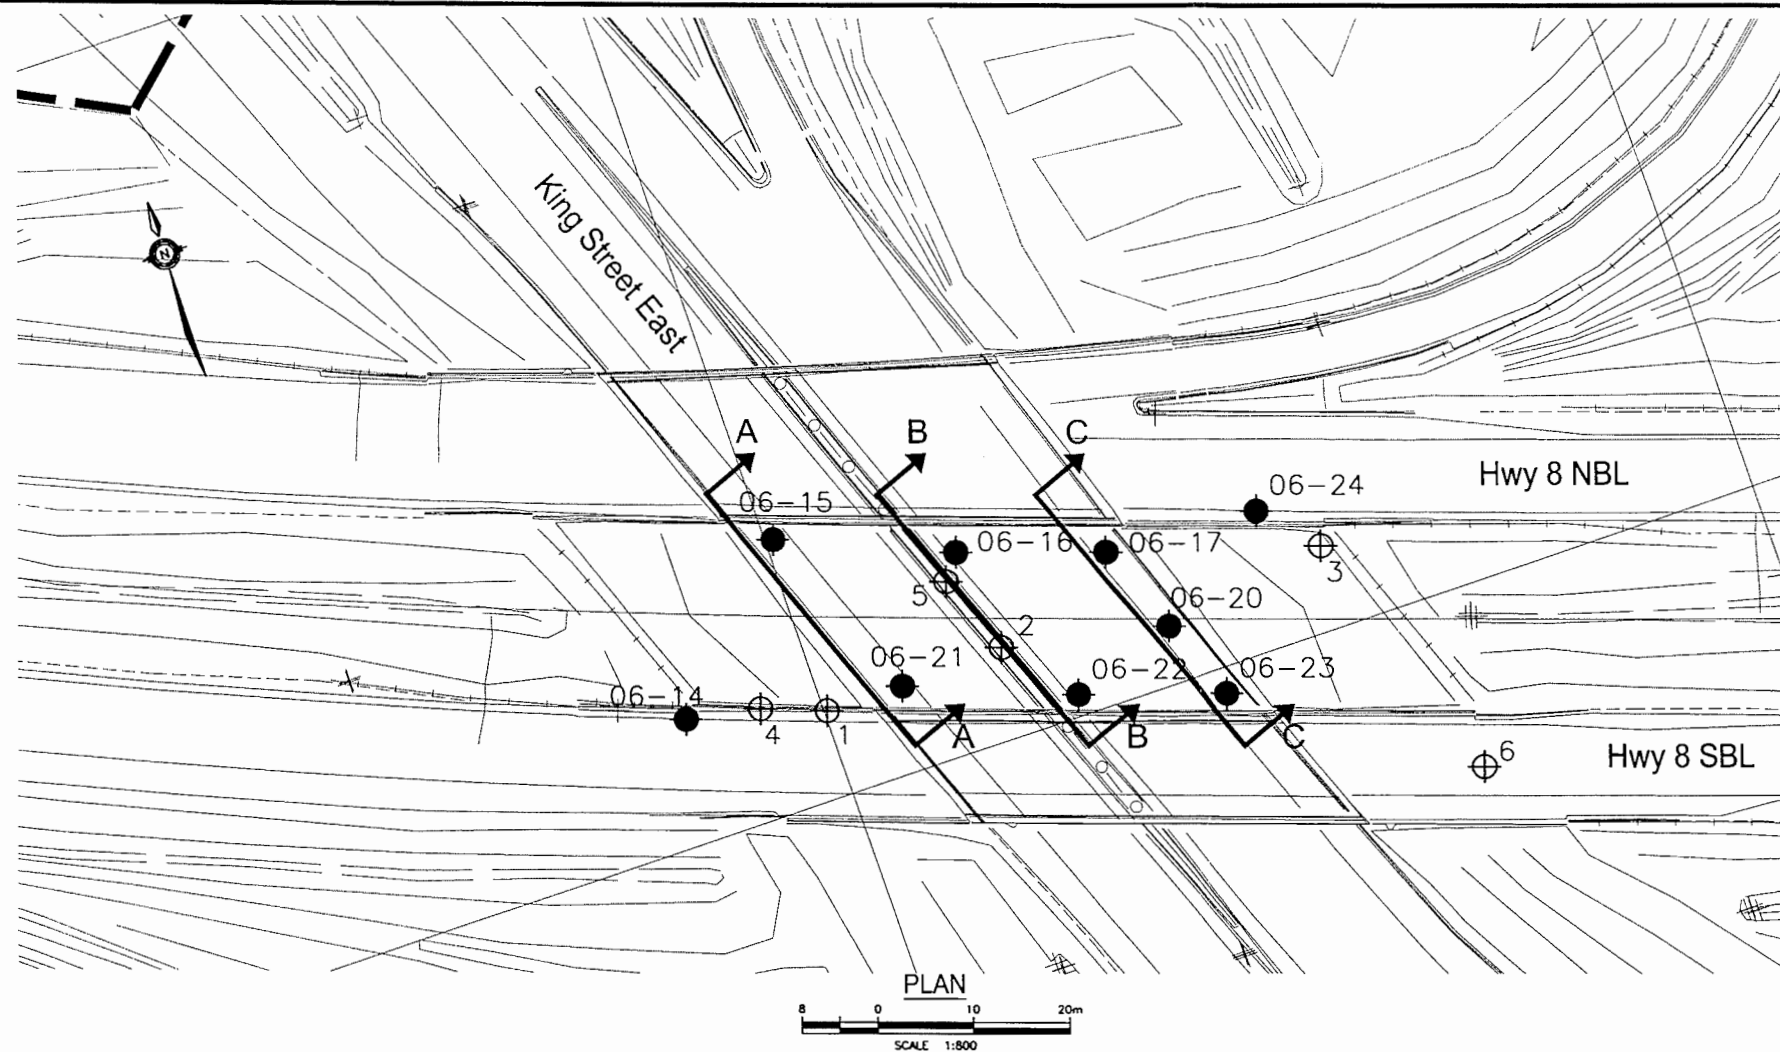 King Street East
N
A
B
C
Hwy 8 NBL
06-15
06-24
06-16
06-17
3
5
06-20
2
06-21
06-22
06-23
06-14
4
1
A
B
C
6
Hwy 8 SBL
PLAN
8 0 10 20m
SCALE 1:800